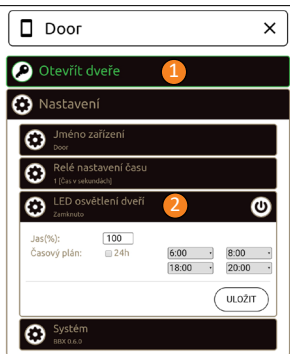 Door ×
Otevřít dveře 1
Nastavení
Jméno zařízení
Door
Relé nastavení času
1 [Čas v sekundách]
LED osvětlení dveří 2
Zamknuto
Jas(%): 100
Časový plán: 24h 6:00 8:00
18:00 20:00
ULOŽIT
Systém
BBX 0.6.0